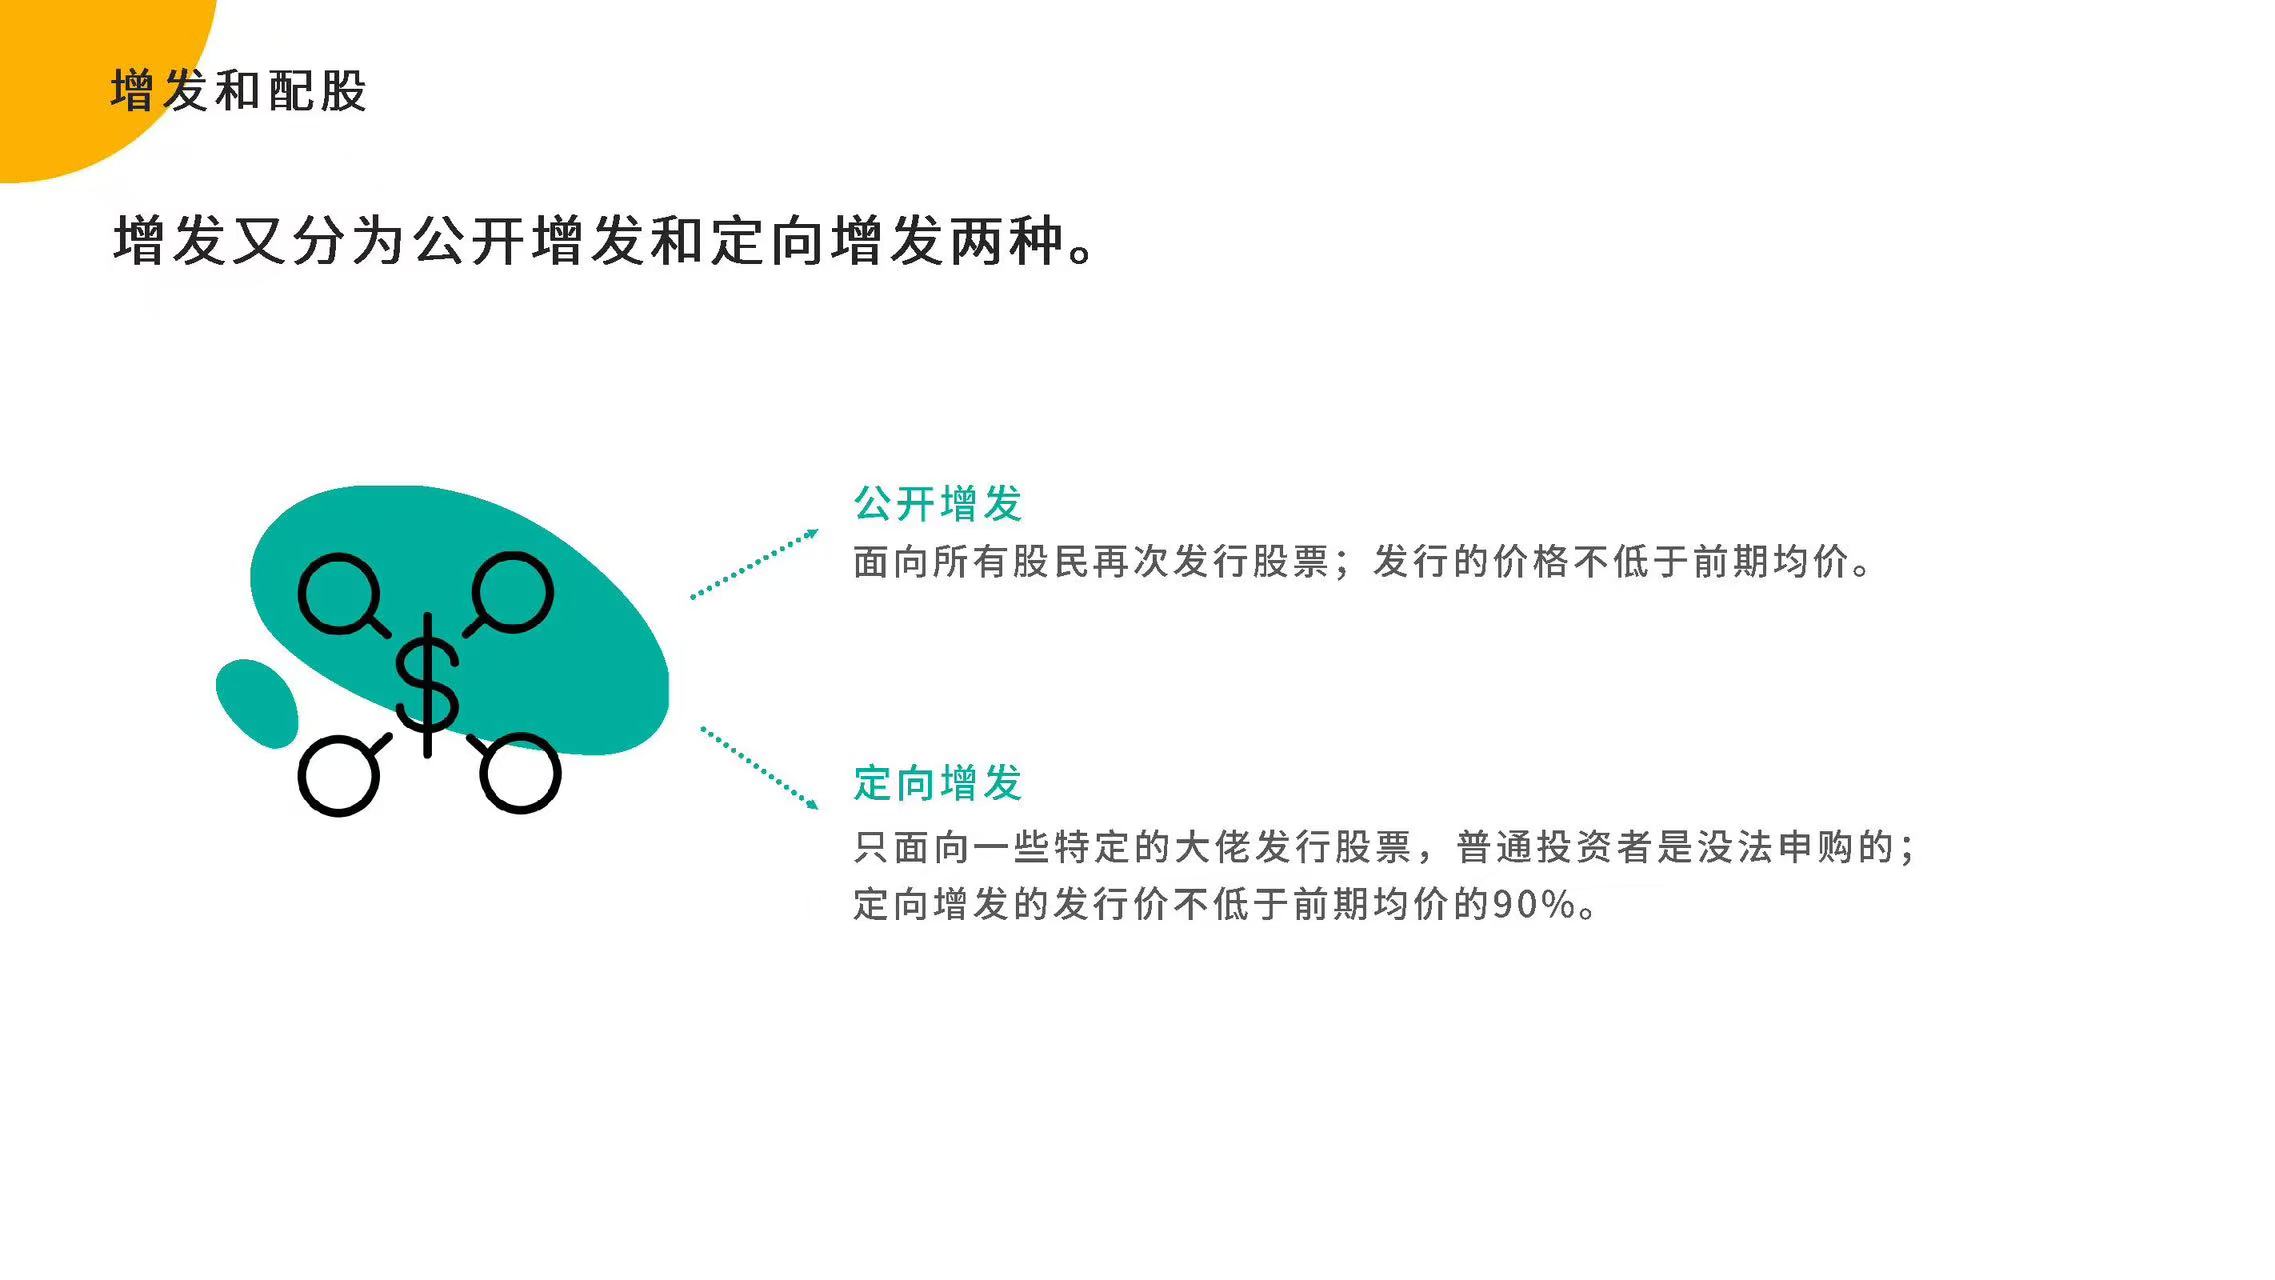 增发和配股
增发又分为公开增发和定向增发两种。
公开增发
面向所有股民再次发行股票；发行的价格不低于前期均价。
定向增发
只面向一些特定的大佬发行股票，普通投资者是没法申购的；
定向增发的发行价不低于前期均价的90%。